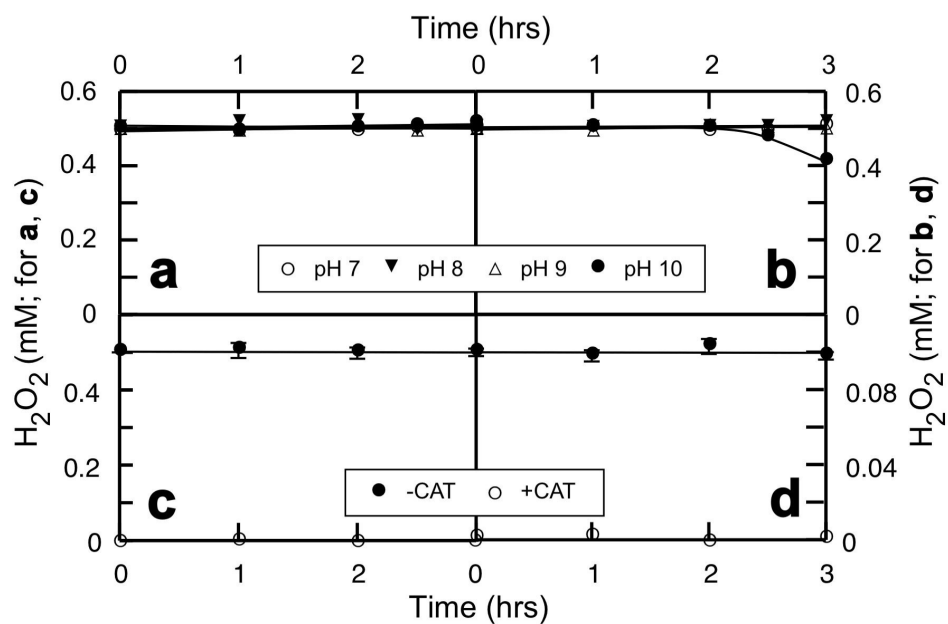 Time (hrs)
0 1 2 0 1 2 3
0.6 0.6
0.4 0.4
0.2 0.2
a b
pH 7 pH 8 pH 9 pH 10
0 0
H2O2 (mM; for a, c)
H2O2 (mM; for b, d)
0.4 0.08
0.2 0.04
c d
-CAT +CAT
0 0
0 1 2 0 1 2 3
Time (hrs)